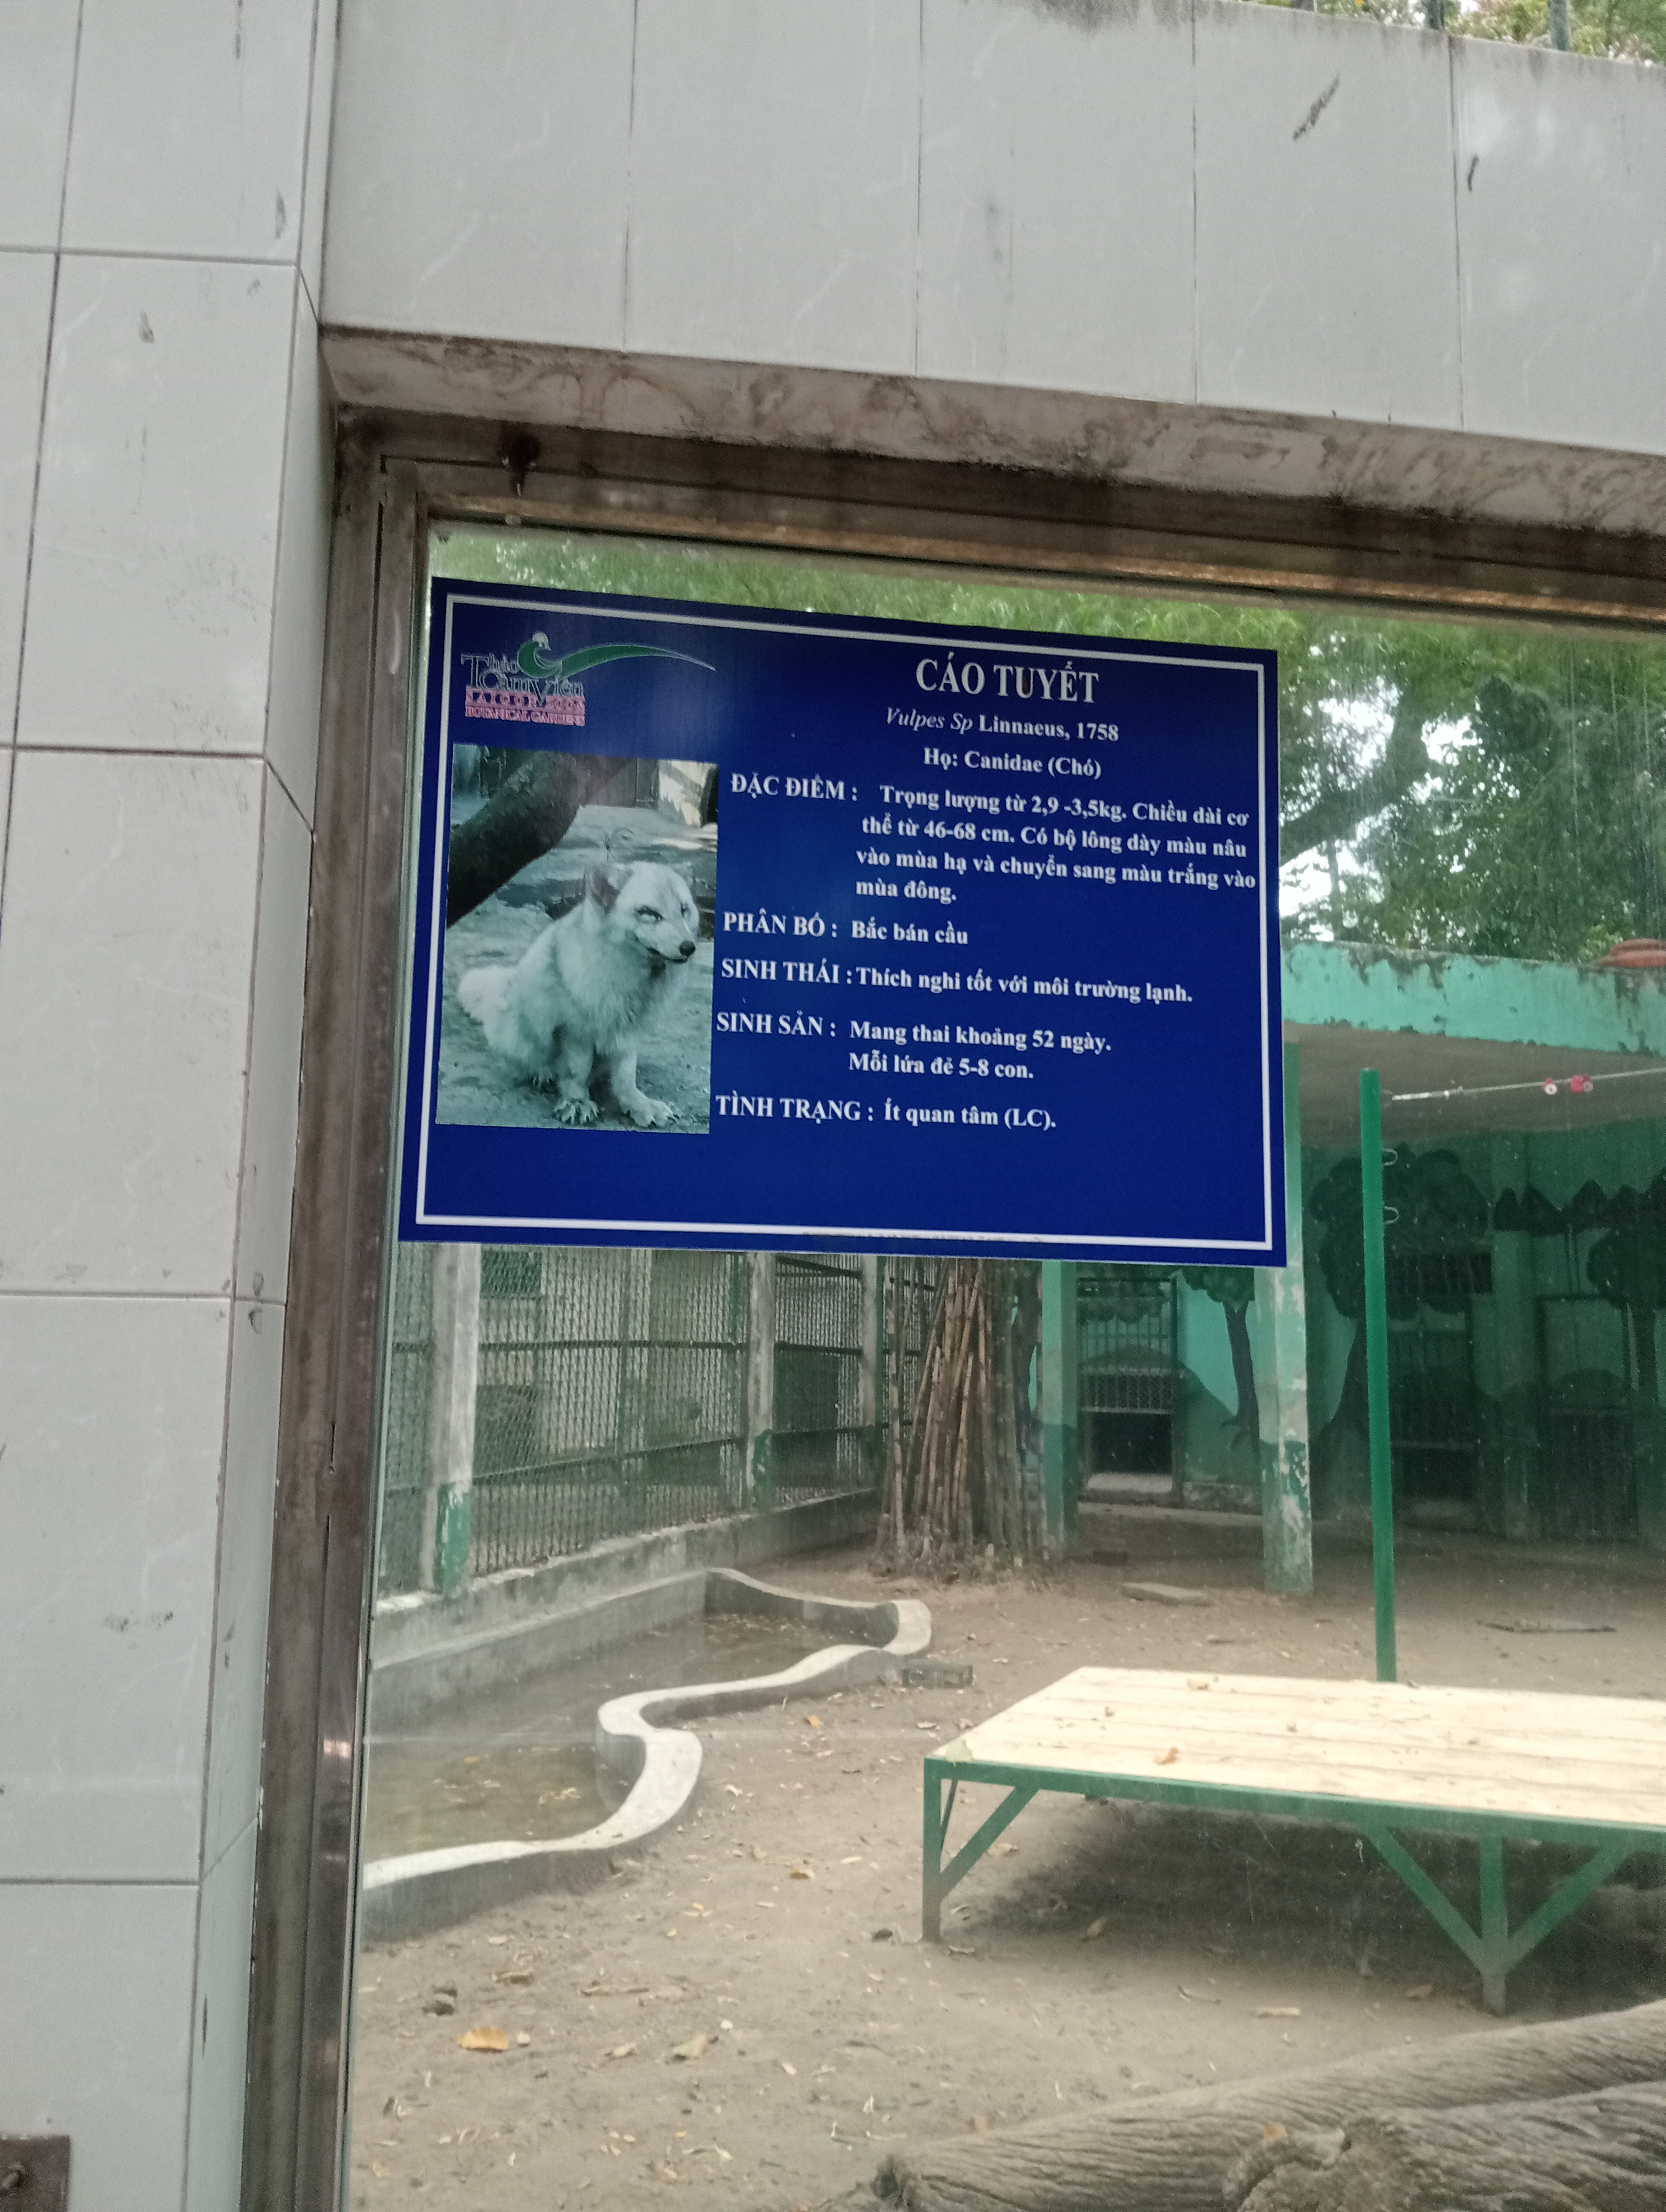 Thảo
Cầm Viên
SAIGON ZOO &
BOTANICAL GARDENS
CÁO TUYẾT
Vulpes Sp Linnaeus, 1758
Họ: Canidae (Chó)
ĐẶC ĐIỂM : Trọng lượng từ 2,9 -3,5kg. Chiều dài cơ
thể từ 46-68 cm. Có bộ lông dày màu nâu
vào mùa hạ và chuyển sang màu trắng vào
mùa đông.
PHÂN BỐ : Bắc bán cầu
SINH THÁI : Thích nghi tốt với môi trường lạnh.
SINH SẢN : Mang thai khoảng 52 ngày.
Mỗi lứa đẻ 5-8 con.
TÌNH TRẠNG : Ít quan tâm (LC).